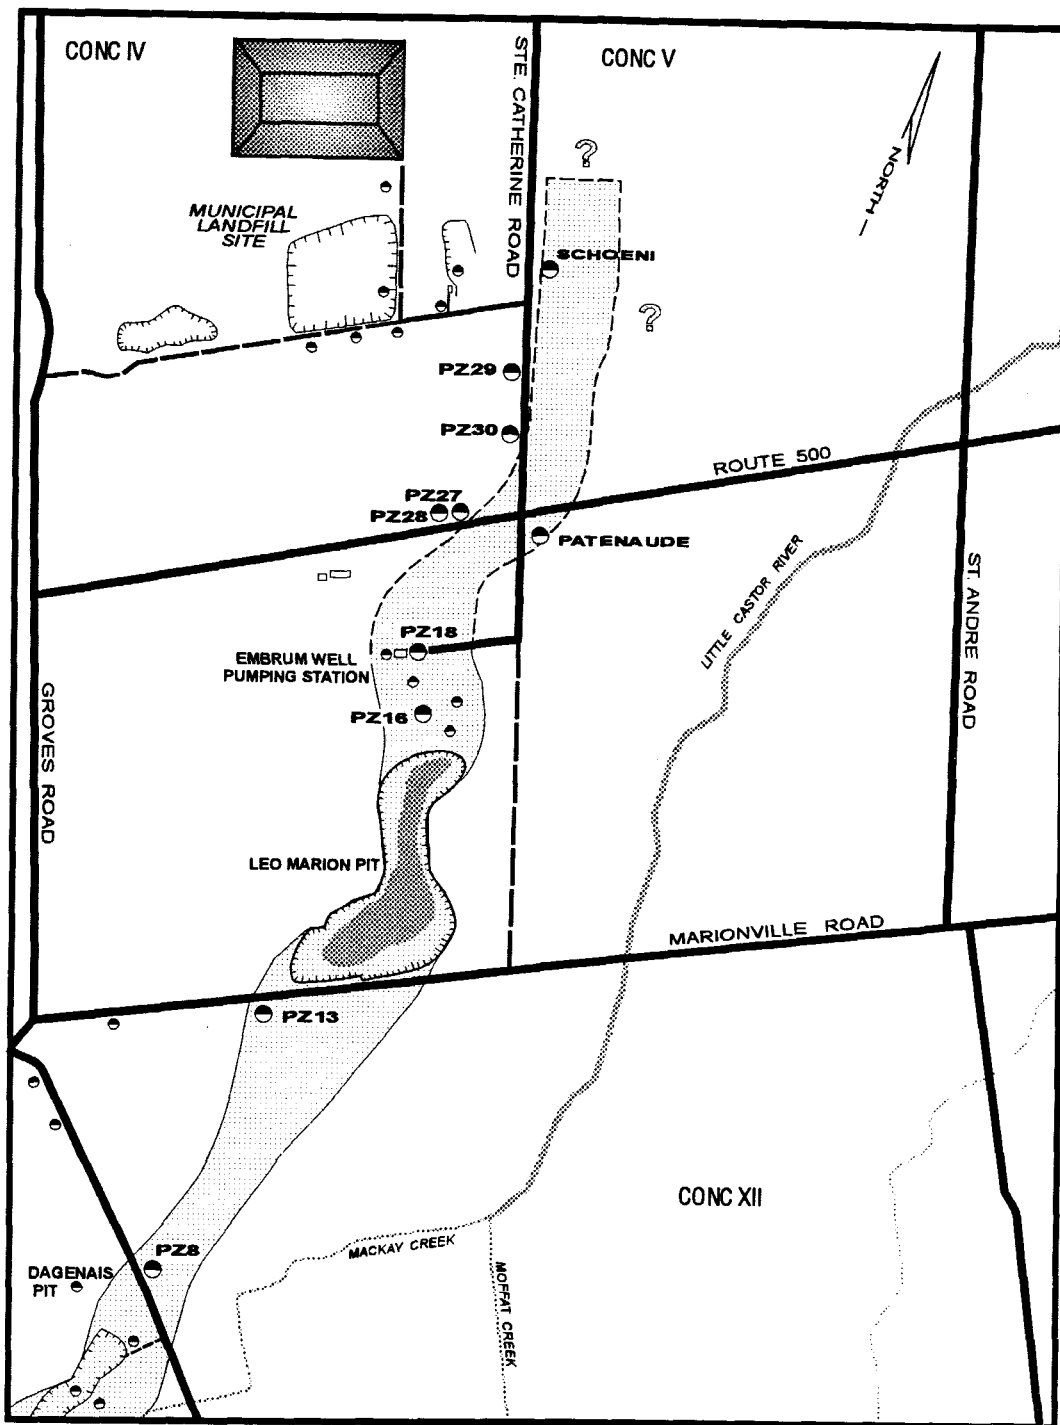 CONC IV
STE. CATHERINE ROAD
CONC V
NORTH
?
MUNICIPAL
LANDFILL
SITE
SCHOENI
?
PZ29
PZ30
ROUTE 500
PZ27
PZ28
PATENAUDE
LITTLE CASTOR RIVER
ST. ANDRE ROAD
PZ18
EMBRUM WELL
PUMPING STATION
GROVES ROAD
PZ16
LEO MARION PIT
MARIONVILLE ROAD
PZ13
CONC XII
MACKAY CREEK
PZ8
DAGENAIS
PIT
MOFFAT CREEK